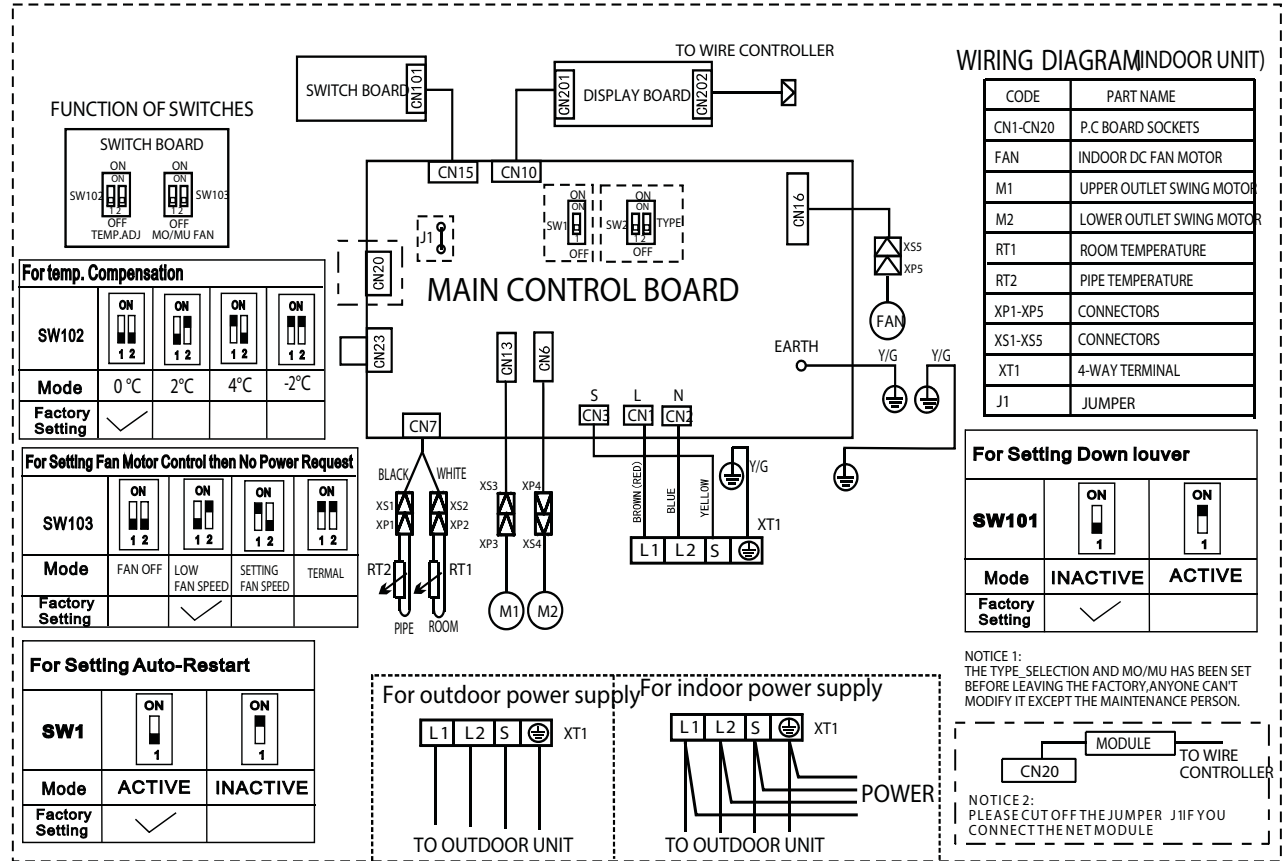 TO WIRE CONTROLLER
SWITCH BOARD
CN101
CN201
DISPLAY BOARD
CN202
FUNCTION OF SWITCHES
SWITCH BOARD
ON ON
ON ON
SW102 SW103
1 2 1 2
OFF OFF
TEMP.ADJ MO/MU FAN
For temp. Compensation
SW102
ON ON ON ON
1 2 1 2 1 2 1 2
Mode 0 °C 2°C 4°C -2°C
Factory
Setting
For Setting Fan Motor Control then No Power Request
SW103
ON ON ON ON
1 2 1 2 1 2 1 2
Mode FAN OFF LOW FAN SPEED SETTING FAN SPEED TERMAL
Factory
Setting
For Setting Auto-Restart
SW1
ON ON
1 1
Mode ACTIVE INACTIVE
Factory
Setting
CN15 CN10
CN16
J1
ON ON
ON ON
SW1 SW2 TYPE
1 1 2
OFF OFF
CN20
MAIN CONTROL BOARD
CN23
CN13
CN6
XS5
XP5
FAN
EARTH
Y/G Y/G
S L N
CN7 CN3 CN1 CN2
BLACK WHITE
XS1 XS2 XS3 XP4
XP1 XP2 XP3 XS4
RT2 RT1
PIPE ROOM
M1 M2
BROWN(RED)
BLUE
YELLOW
Y/G
XT1
L1 L2 S
For outdoor power supply
L1 L2 S XT1
TO OUTDOOR UNIT
For indoor power supply
L1 L2 S XT1
POWER
TO OUTDOOR UNIT
WIRING DIAGRAM(INDOOR UNIT)
CODE PART NAME
CN1-CN20 P.C BOARD SOCKETS
FAN INDOOR DC FAN MOTOR
M1 UPPER OUTLET SWING MOTOR
M2 LOWER OUTLET SWING MOTOR
RT1 ROOM TEMPERATURE
RT2 PIPE TEMPERATURE
XP1-XP5 CONNECTORS
XS1-XS5 CONNECTORS
XT1 4-WAY TERMINAL
J1 JUMPER
For Setting Down louver
SW101
ON ON
1 1
Mode INACTIVE ACTIVE
Factory
Setting
NOTICE 1:
THE TYPE_SELECTION AND MO/MU HAS BEEN SET
BEFORE LEAVING THE FACTORY,ANYONE CAN'T
MODIFY IT EXCEPT THE MAINTENANCE PERSON.
MODULE
CN20
TO WIRE
CONTROLLER
NOTICE 2:
PLEASE CUT OFF THE JUMPER J1IF YOU
CONNECT THE NET MODULE